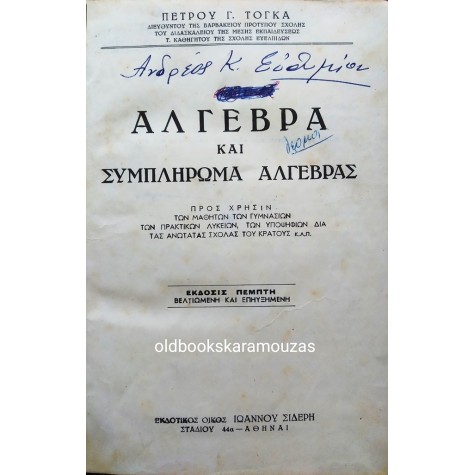 ΠΕΤΡΟΥ Γ. ΤΟΓΚΑ
ΔΙΕΥΘΥΝΤΟΥ ΤΗΣ ΒΑΡΒΑΚΕΙΟΥ ΠΡΟΤΥΠΟΥ ΣΧΟΛΗΣ
ΤΟΥ ΔΙΔΑΣΚΑΛΕΙΟΥ ΤΗΣ ΜΕΣΗΣ ΕΚΠΑΙΔΕΥΣΕΩΣ
Τ. ΚΑΘΗΓΗΤΟΥ ΤΗΣ ΣΧΟΛΗΣ ΕΥΕΛΠΙΔΩΝ
Ἀνδρέας Κ.
ΑΛΓΕΒΡΑ
ΚΑΙ
ΣΥΜΠΛΗΡΩΜΑ ΑΛΓΕΒΡΑΣ
ΠΡΟΣ ΧΡΗΣΙΝ
ΤΩΝ ΜΑΘΗΤΩΝ ΤΩΝ ΓΥΜΝΑΣΙΩΝ
ΤΩΝ ΠΡΑΚΤΙΚΩΝ ΛΥΚΕΙΩΝ, ΤΩΝ ΥΠΟΨΗΦΙΩΝ ΔΙΑ
ΤΑΣ ΑΝΩΤΑΤΑΣ ΣΧΟΛΑΣ ΤΟΥ ΚΡΑΤΟΥΣ κ.λ.π.
ΕΚΔΟΣΙΣ ΠΕΜΠΤΗ
ΒΕΛΤΙΩΜΕΝΗ ΚΑΙ ΕΠΗΥΞΗΜΕΝΗ
oldbookskaramouzas
ΕΚΔΟΤΙΚΟΣ ΟΙΚΟΣ ΙΩΑΝΝΟΥ ΣΙΔΕΡΗ
ΣΤΑΔΙΟΥ 44α — ΑΘΗΝΑΙ